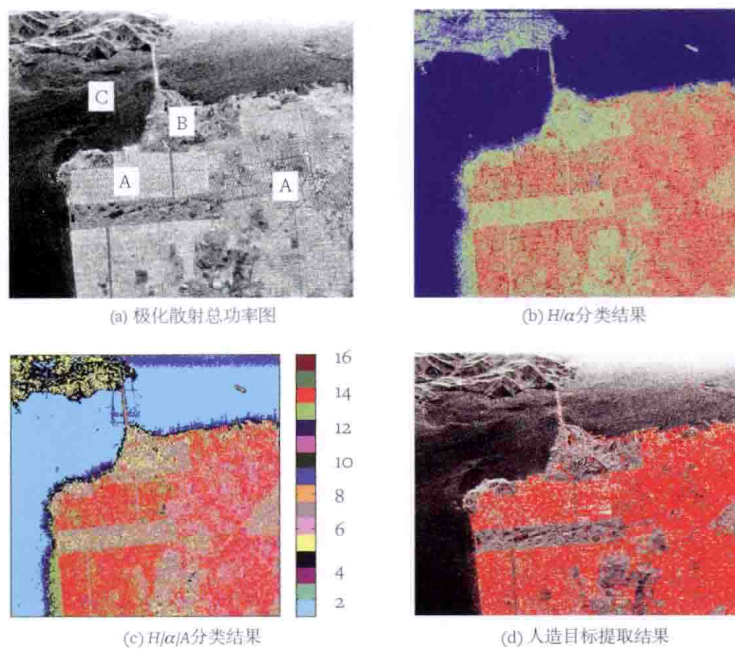 C
B
A
A
(a) 极化散射总功率图
(b) H/α分类结果
16
14
12
10
8
6
4
2
(c) H/α/A分类结果
(d) 人造目标提取结果